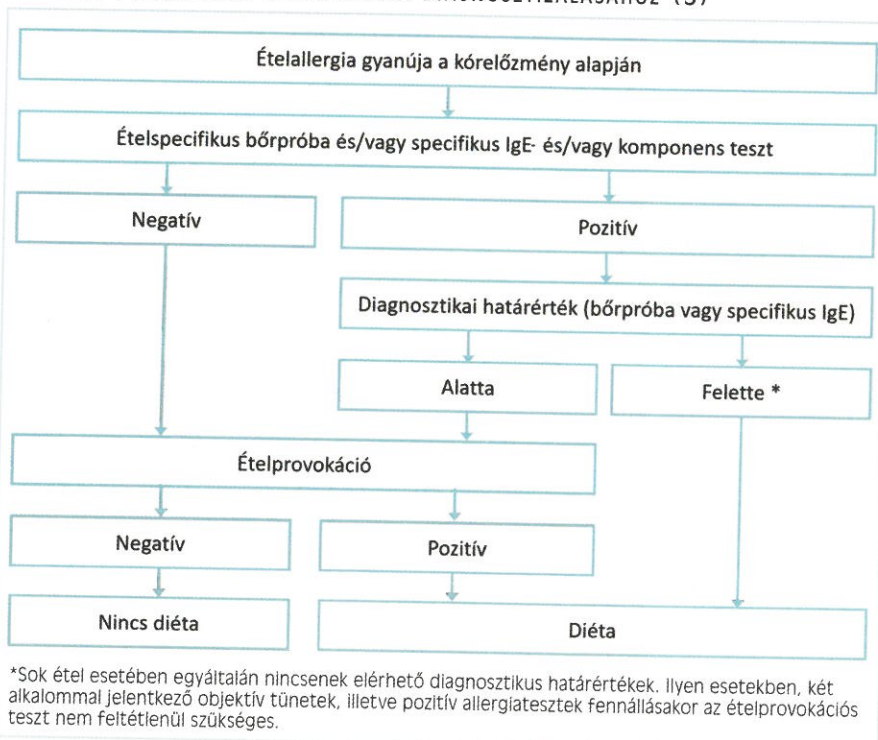 Ételallergia gyanúja a kórelőzmény alapján
Ételspecifikus bőrpróba és/vagy specifikus IgE- és/vagy komponens teszt
Negatív
Pozitív
Diagnosztikai határérték (bőrpróba vagy specifikus IgE)
Alatta
Felette *
Ételprovokáció
Negatív
Pozitív
Nincs diéta
Diéta
*Sok étel esetében egyáltalán nincsenek elérhető diagnosztikus határértékek. Ilyen esetekben, két
alkalommal jelentkező objektív tünetek, illetve pozitív allergiatesztek fennállásakor az ételprovokációs
teszt nem feltétlenül szükséges.